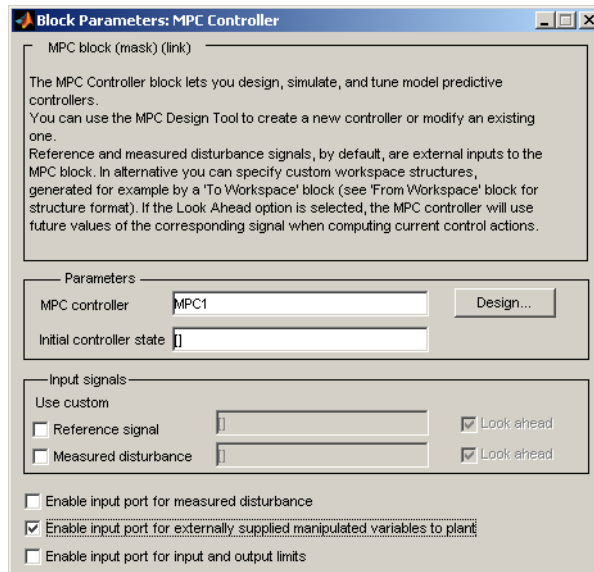 Block Parameters: MPC Controller
MPC block (mask) (link)
The MPC Controller block lets you design, simulate, and tune model predictive
controllers.
You can use the MPC Design Tool to create a new controller or modify an existing
one.
Reference and measured disturbance signals, by default, are external inputs to the
MPC block. In alternative you can specify custom workspace structures,
generated for example by a 'To Workspace' block (see 'From Workspace' block for
structure format). If the Look Ahead option is selected, the MPC controller will use
future values of the corresponding signal when computing current control actions.
Parameters
MPC controller MPC1 Design...
Initial controller state []
Input signals
Use custom
Reference signal [] Look ahead
Measured disturbance [] Look ahead
Enable input port for measured disturbance
Enable input port for externally supplied manipulated variables to plant
Enable input port for input and output limits